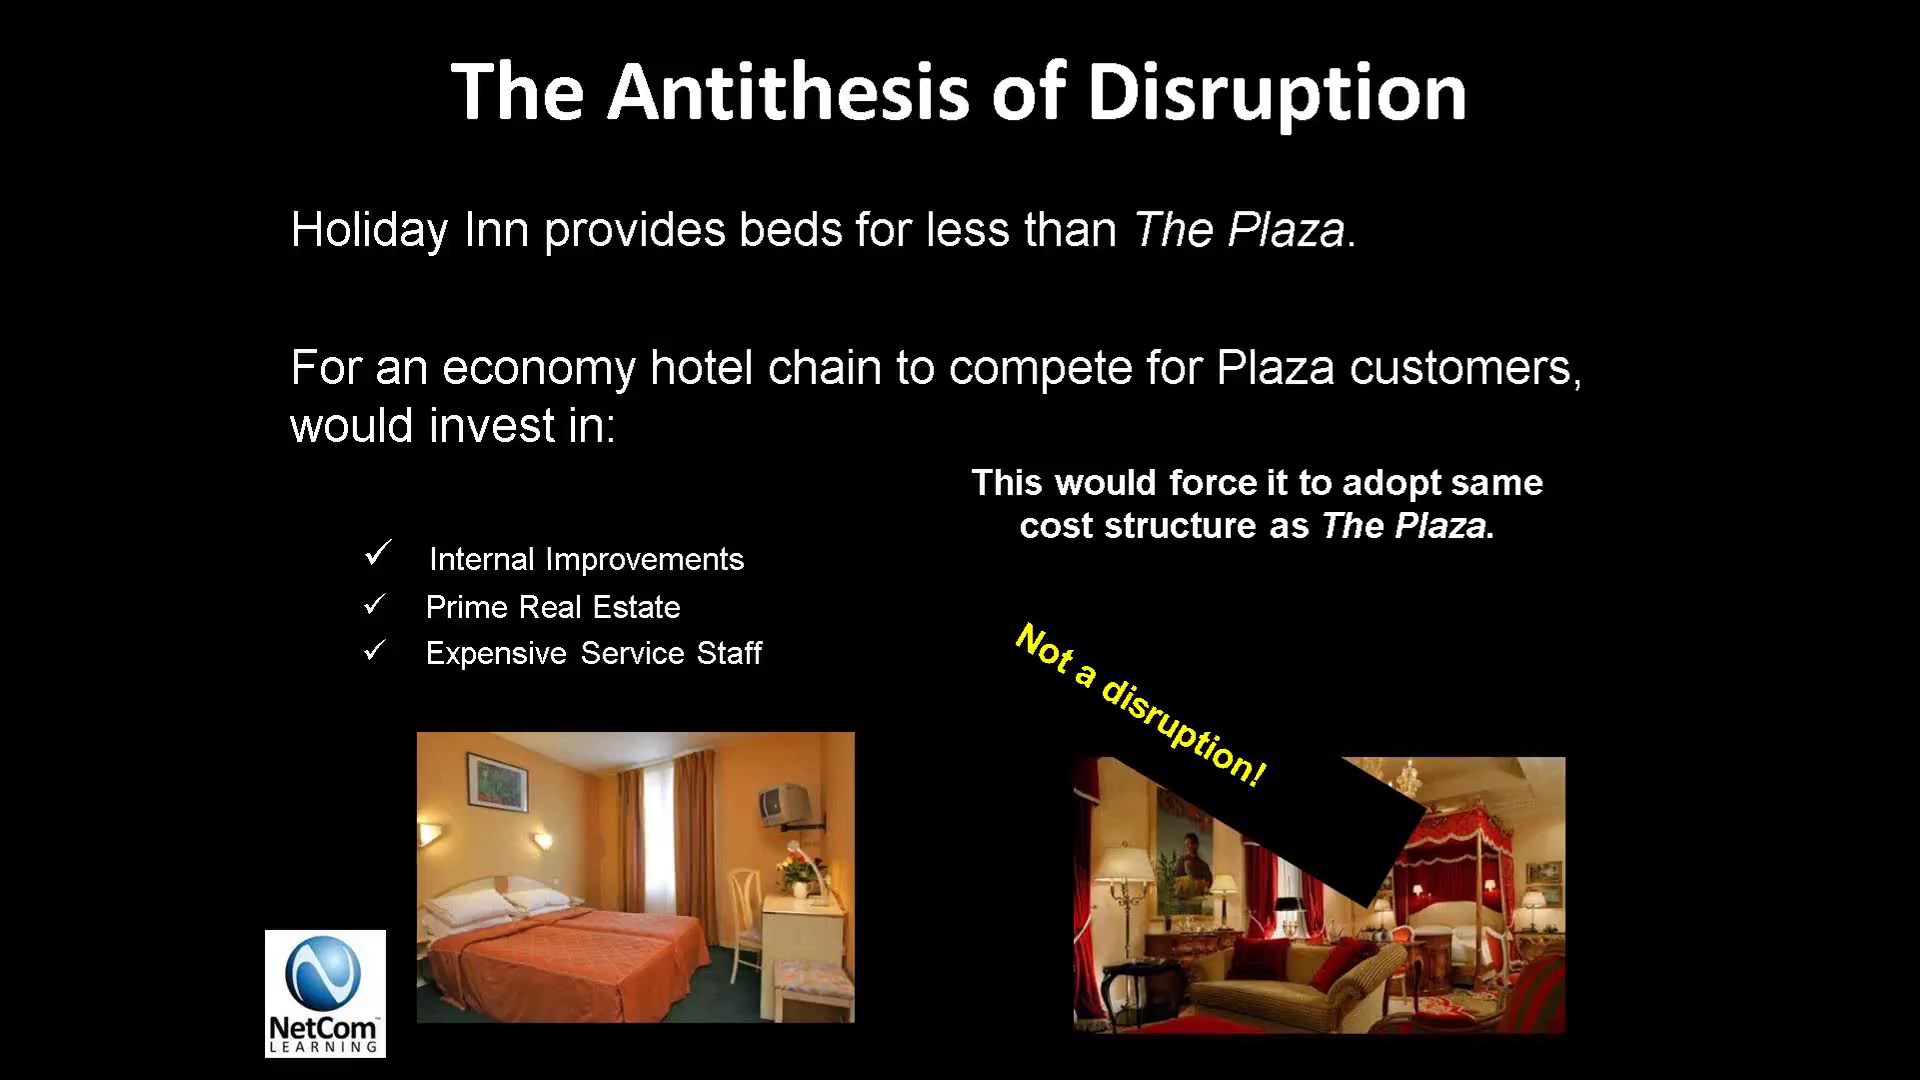 The Antithesis of Disruption
Holiday Inn provides beds for less than The Plaza.
For an economy hotel chain to compete for Plaza customers,
would invest in:
This would force it to adopt same
cost structure as The Plaza.
✓ Internal Improvements
✓ Prime Real Estate
✓ Expensive Service Staff
Not a disruption!
NetCom™
LEARNING